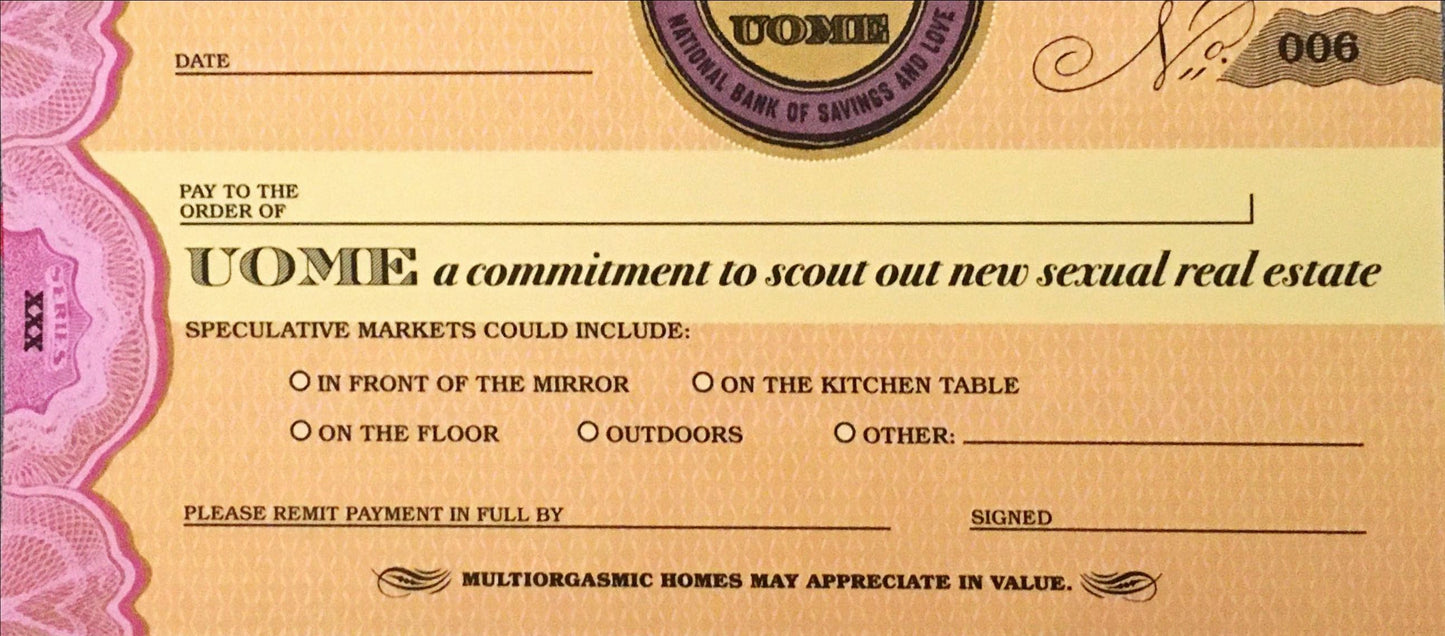 UOME
NATIONAL BANK OF SAVINGS AND LOVE
No.
006
DATE
PAY TO THE
ORDER OF
UOME a commitment to scout out new sexual real estate
SERIES
XXX
SPECULATIVE MARKETS COULD INCLUDE:
IN FRONT OF THE MIRROR ON THE KITCHEN TABLE
ON THE FLOOR OUTDOORS OTHER:
PLEASE REMIT PAYMENT IN FULL BY SIGNED
MULTIORGASMIC HOMES MAY APPRECIATE IN VALUE.